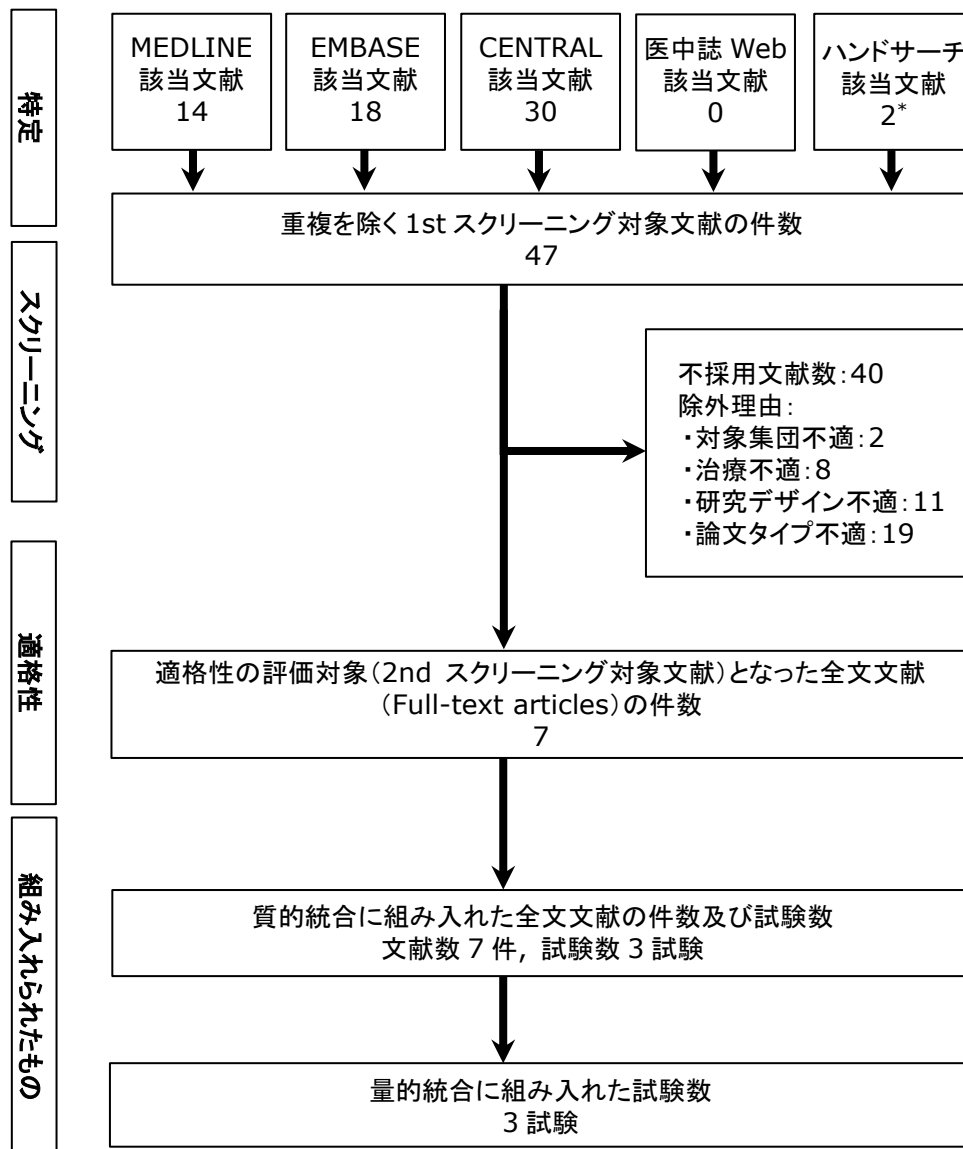 特定
MEDLINE
該当文献
14
EMBASE
該当文献
18
CENTRAL
該当文献
30
医中誌 Web
該当文献
0
ハンドサーチ
該当文献
2*
重複を除く 1st スクリーニング対象文献の件数
47
スクリーニング
不採用文献数:40
除外理由:
・対象集団不適:2
・治療不適:8
・研究デザイン不適:11
・論文タイプ不適:19
適格性
適格性の評価対象(2nd スクリーニング対象文献)となった全文文献
(Full-text articles)の件数
7
組み入れられたもの
質的統合に組み入れた全文文献の件数及び試験数
文献数 7 件, 試験数 3 試験
量的統合に組み入れた試験数
3 試験